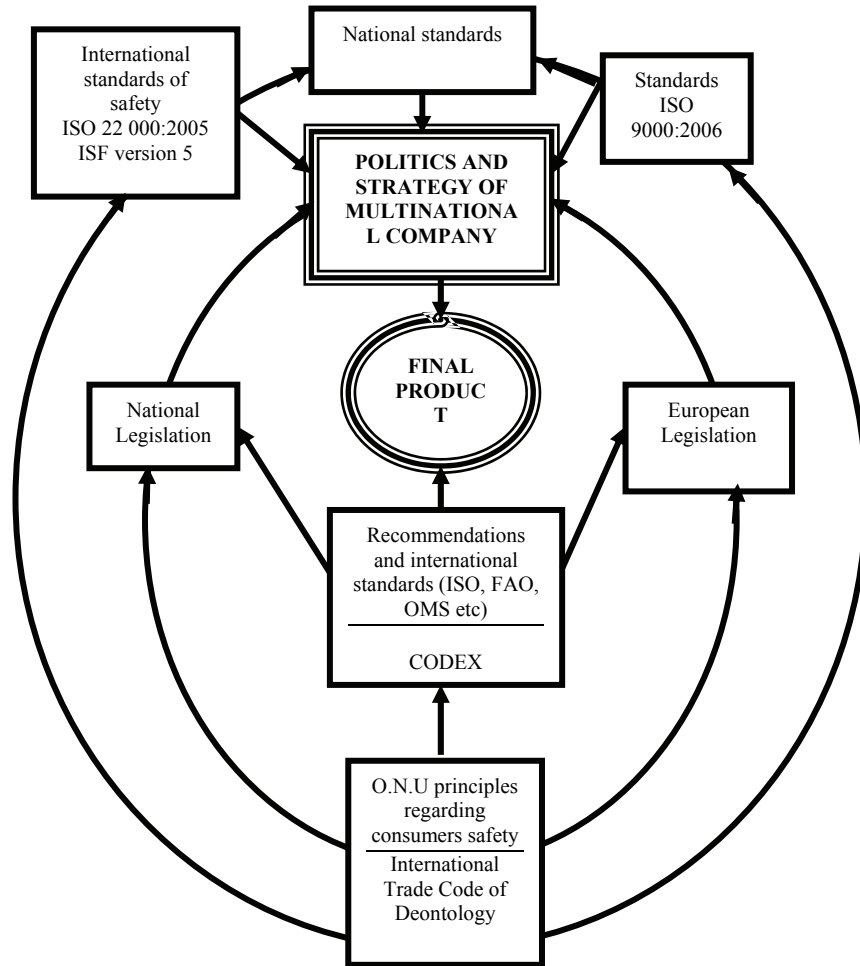 National standards
International
standards of
safety
ISO 22 000:2005
ISF version 5
Standards
ISO
9000:2006
POLITICS AND
STRATEGY OF
MULTINATIONA
L COMPANY
FINAL
PRODUC
T
National
Legislation
European
Legislation
Recommendations
and international
standards (ISO, FAO,
OMS etc)
CODEX
O.N.U principles
regarding
consumers safety
International
Trade Code of
Deontology